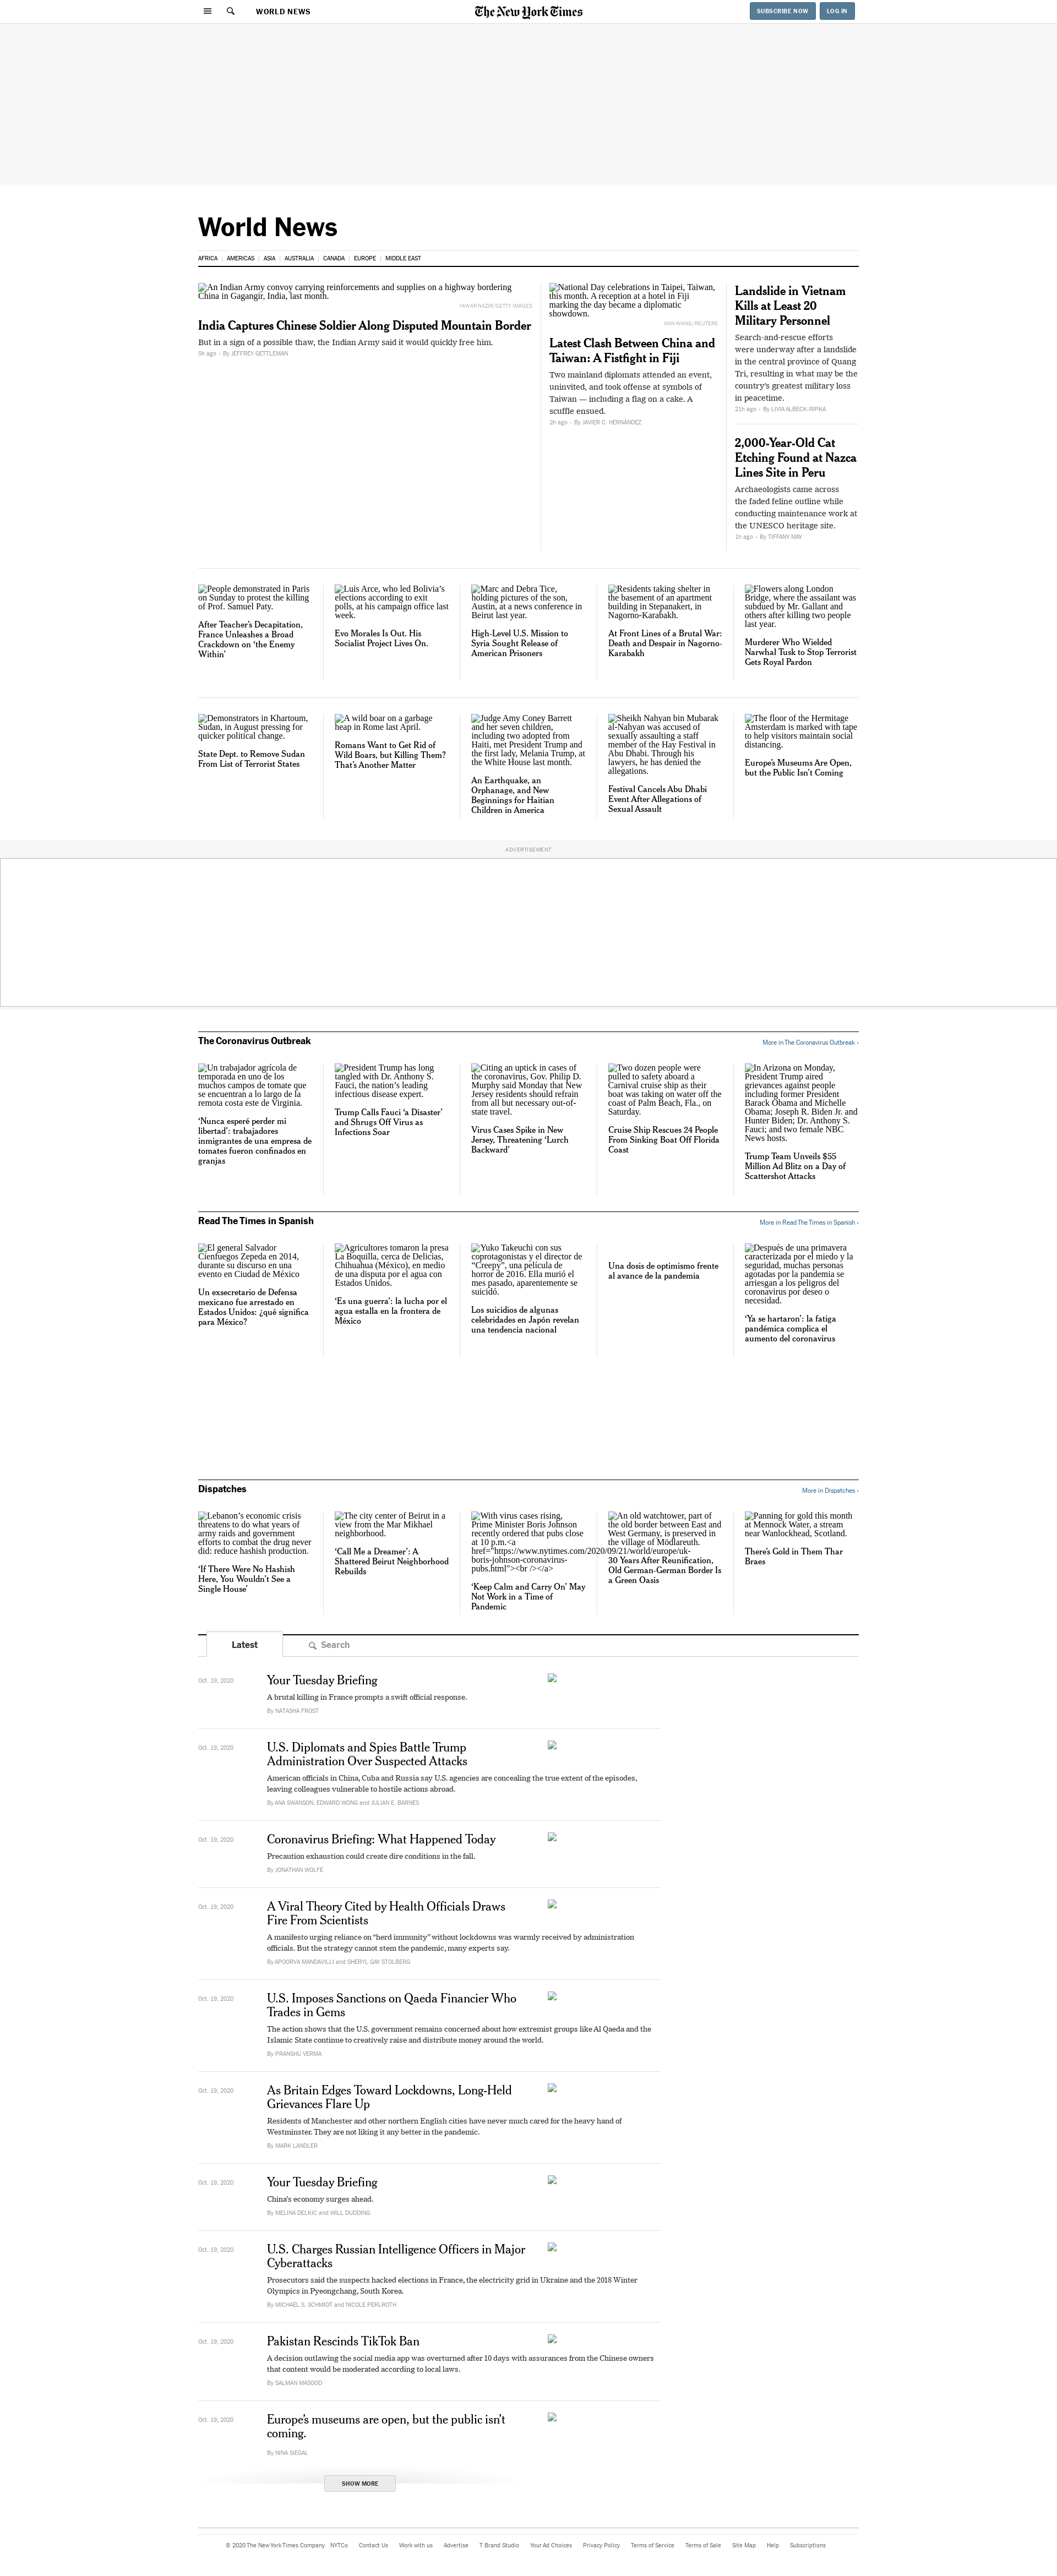 WORLD NEWS
The New York Times
SUBSCRIBE NOW
LOG IN
World News
AFRICA | AMERICAS | ASIA | AUSTRALIA | CANADA | EUROPE | MIDDLE EAST
An Indian Army convoy carrying reinforcements and supplies on a highway bordering
China in Gagangir, India, last month.
YAWAR NAZIR/GETTY IMAGES
India Captures Chinese Soldier Along Disputed Mountain Border
But in a sign of a possible thaw, the Indian Army said it would quickly free him.
5h ago • By JEFFREY GETTLEMAN
National Day celebrations in Taipei, Taiwan,
this month. A reception at a hotel in Fiji
marking the day became a diplomatic
showdown.
ANN WANG/REUTERS
Latest Clash Between China and
Taiwan: A Fistfight in Fiji
Two mainland diplomats attended an event,
uninvited, and took offense at symbols of
Taiwan — including a flag on a cake. A
scuffle ensued.
2h ago • By JAVIER C. HERNÁNDEZ
Landslide in Vietnam
Kills at Least 20
Military Personnel
Search-and-rescue efforts
were underway after a landslide
in the central province of Quang
Tri, resulting in what may be the
country's greatest military loss
in peacetime.
21h ago • By LIVIA ALBECK-RIPKA
2,000-Year-Old Cat
Etching Found at Nazca
Lines Site in Peru
Archaeologists came across
the faded feline outline while
conducting maintenance work at
the UNESCO heritage site.
1h ago • By TIFFANY MAY
People demonstrated in Paris
on Sunday to protest the killing
of Prof. Samuel Paty.
After Teacher's Decapitation,
France Unleashes a Broad
Crackdown on 'the Enemy
Within'
Luis Arce, who led Bolivia's
elections according to exit
polls, at his campaign office last
week.
Evo Morales Is Out. His
Socialist Project Lives On.
Marc and Debra Tice,
holding pictures of the son,
Austin, at a news conference in
Beirut last year.
High-Level U.S. Mission to
Syria Sought Release of
American Prisoners
Residents taking shelter in
the basement of an apartment
building in Stepanakert, in
Nagorno-Karabakh.
At Front Lines of a Brutal War:
Death and Despair in Nagorno-
Karabakh
Flowers along London
Bridge, where the assailant was
subdued by Mr. Gallant and
others after killing two people
last year.
Murderer Who Wielded
Narwhal Tusk to Stop Terrorist
Gets Royal Pardon
Demonstrators in Khartoum,
Sudan, in August pressing for
quicker political change.
State Dept. to Remove Sudan
From List of Terrorist States
A wild boar on a garbage
heap in Rome last April.
Romans Want to Get Rid of
Wild Boars, but Killing Them?
That's Another Matter
Judge Amy Coney Barrett
and her seven children,
including two adopted from
Haiti, met President Trump and
the first lady, Melania Trump, at
the White House last month.
An Earthquake, an
Orphanage, and New
Beginnings for Haitian
Children in America
Sheikh Nahyan bin Mubarak
al-Nahyan was accused of
sexually assaulting a staff
member of the Hay Festival in
Abu Dhabi. Through his
lawyers, he has denied the
allegations.
Festival Cancels Abu Dhabi
Event After Allegations of
Sexual Assault
The floor of the Hermitage
Amsterdam is marked with tape
to help visitors maintain social
distancing.
Europe's Museums Are Open,
but the Public Isn't Coming
ADVERTISEMENT
The Coronavirus Outbreak
More in The Coronavirus Outbreak ›
Un trabajador agrícola de
temporada en uno de los
muchos campos de tomate que
se encuentran a lo largo de la
remota costa este de Virginia.
'Nunca esperé perder mi
libertad': trabajadores
inmigrantes de una empresa de
tomates fueron confinados en
granjas
President Trump has long
tangled with Dr. Anthony S.
Fauci, the nation's leading
infectious disease expert.
Trump Calls Fauci 'a Disaster'
and Shrugs Off Virus as
Infections Soar
Citing an uptick in cases of
the coronavirus, Gov. Philip D.
Murphy said Monday that New
Jersey residents should refrain
from all but necessary out-of-
state travel.
Virus Cases Spike in New
Jersey, Threatening 'Lurch
Backward'
Two dozen people were
pulled to safety aboard a
Carnival cruise ship as their
boat was taking on water off the
coast of Palm Beach, Fla., on
Saturday.
Cruise Ship Rescues 24 People
From Sinking Boat Off Florida
Coast
In Arizona on Monday,
President Trump aired
grievances against people
including former President
Barack Obama and Michelle
Obama; Joseph R. Biden Jr. and
Hunter Biden; Dr. Anthony S.
Fauci; and two female NBC
News hosts.
Trump Team Unveils $55
Million Ad Blitz on a Day of
Scattershot Attacks
Read The Times in Spanish
More in Read The Times in Spanish ›
El general Salvador
Cienfuegos Zepeda en 2014,
durante su discurso en un
evento en Ciudad de México
Un exsecretario de Defensa
mexicano fue arrestado en
Estados Unidos: ¿qué significa
para México?
Agricultores tomaron la presa
La Boquilla, cerca de Delicias,
Chihuahua (México), en medio
de una disputa por el agua con
Estados Unidos.
'Es una guerra': la lucha por el
agua estalla en la frontera de
México
Yuko Takeuchi con sus
coprotagonistas y el director de
"Creepy", una película de
horror de 2016. Ella murió el
mes pasado, aparentemente se
suicidó.
Los suicidios de algunas
celebridades en Japón revelan
una tendencia nacional
Una dosis de optimismo frente
al avance de la pandemia
Después de una primavera
caracterizada por el miedo y la
seguridad, muchas personas
agotadas por la pandemia se
arriesgan a los peligros del
coronavirus por deseo o
necesidad.
'Ya se hartaron': la fatiga
pandémica complica el
aumento del coronavirus
Dispatches
More in Dispatches ›
Lebanon's economic crisis
threatens to do what years of
army raids and government
efforts to combat the drug never
did: reduce hashish production.
'If There Were No Hashish
Here, You Wouldn't See a
Single House'
The city center of Beirut in a
view from the Mar Mikhael
neighborhood.
'Call Me a Dreamer': A
Shattered Beirut Neighborhood
Rebuilds
With virus cases rising,
Prime Minister Boris Johnson
recently ordered that pubs close
at 10 p.m.<a
href="https://www.nytimes.com/2020/09/21/world/europe/uk-
boris-johnson-coronavirus-
pubs.html"><br /></a>
'Keep Calm and Carry On' May
Not Work in a Time of
Pandemic
An old watchtower, part of
the old border between East and
West Germany, is preserved in
the village of Mödlareuth.
30 Years After Reunification,
Old German-German Border Is
a Green Oasis
Panning for gold this month
at Mennock Water, a stream
near Wanlockhead, Scotland.
There's Gold in Them Thar
Braes
Latest
Search
Oct. 19, 2020
Your Tuesday Briefing
A brutal killing in France prompts a swift official response.
By NATASHA FROST
Oct. 19, 2020
U.S. Diplomats and Spies Battle Trump
Administration Over Suspected Attacks
American officials in China, Cuba and Russia say U.S. agencies are concealing the true extent of the episodes,
leaving colleagues vulnerable to hostile actions abroad.
By ANA SWANSON, EDWARD WONG and JULIAN E. BARNES
Oct. 19, 2020
Coronavirus Briefing: What Happened Today
Precaution exhaustion could create dire conditions in the fall.
By JONATHAN WOLFE
Oct. 19, 2020
A Viral Theory Cited by Health Officials Draws
Fire From Scientists
A manifesto urging reliance on "herd immunity" without lockdowns was warmly received by administration
officials. But the strategy cannot stem the pandemic, many experts say.
By APOORVA MANDAVILLI and SHERYL GAY STOLBERG
Oct. 19, 2020
U.S. Imposes Sanctions on Qaeda Financier Who
Trades in Gems
The action shows that the U.S. government remains concerned about how extremist groups like Al Qaeda and the
Islamic State continue to creatively raise and distribute money around the world.
By PRANSHU VERMA
Oct. 19, 2020
As Britain Edges Toward Lockdowns, Long-Held
Grievances Flare Up
Residents of Manchester and other northern English cities have never much cared for the heavy hand of
Westminster. They are not liking it any better in the pandemic.
By MARK LANDLER
Oct. 19, 2020
Your Tuesday Briefing
China's economy surges ahead.
By MELINA DELKIC and WILL DUDDING
Oct. 19, 2020
U.S. Charges Russian Intelligence Officers in Major
Cyberattacks
Prosecutors said the suspects hacked elections in France, the electricity grid in Ukraine and the 2018 Winter
Olympics in Pyeongchang, South Korea.
By MICHAEL S. SCHMIDT and NICOLE PERLROTH
Oct. 19, 2020
Pakistan Rescinds TikTok Ban
A decision outlawing the social media app was overturned after 10 days with assurances from the Chinese owners
that content would be moderated according to local laws.
By SALMAN MASOOD
Oct. 19, 2020
Europe's museums are open, but the public isn't
coming.
By NINA SIEGAL
SHOW MORE
© 2020 The New York Times Company NYTCo Contact Us Work with us Advertise T Brand Studio Your Ad Choices Privacy Policy Terms of Service Terms of Sale Site Map Help Subscriptions